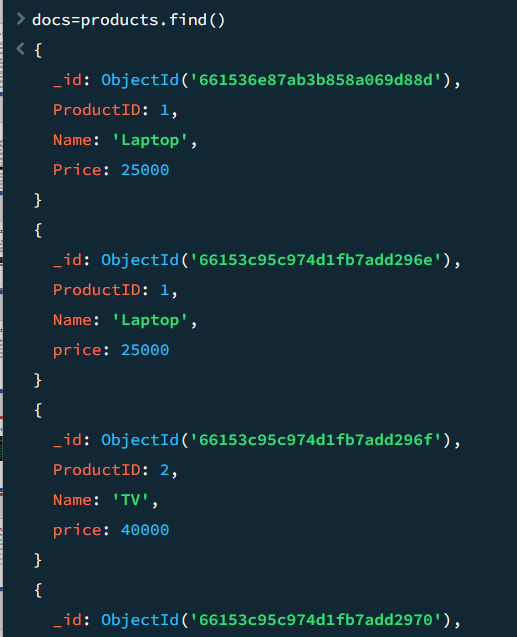 > docs=products.find()
< {
_id: ObjectId('661536e87ab3b858a069d88d'),
ProductID: 1,
Name: 'Laptop',
Price: 25000
}
{
_id: ObjectId('66153c95c974d1fb7add296e'),
ProductID: 1,
Name: 'Laptop',
price: 25000
}
{
_id: ObjectId('66153c95c974d1fb7add296f'),
ProductID: 2,
Name: 'TV',
price: 40000
}
{
_id: ObjectId('66153c95c974d1fb7add2970'),